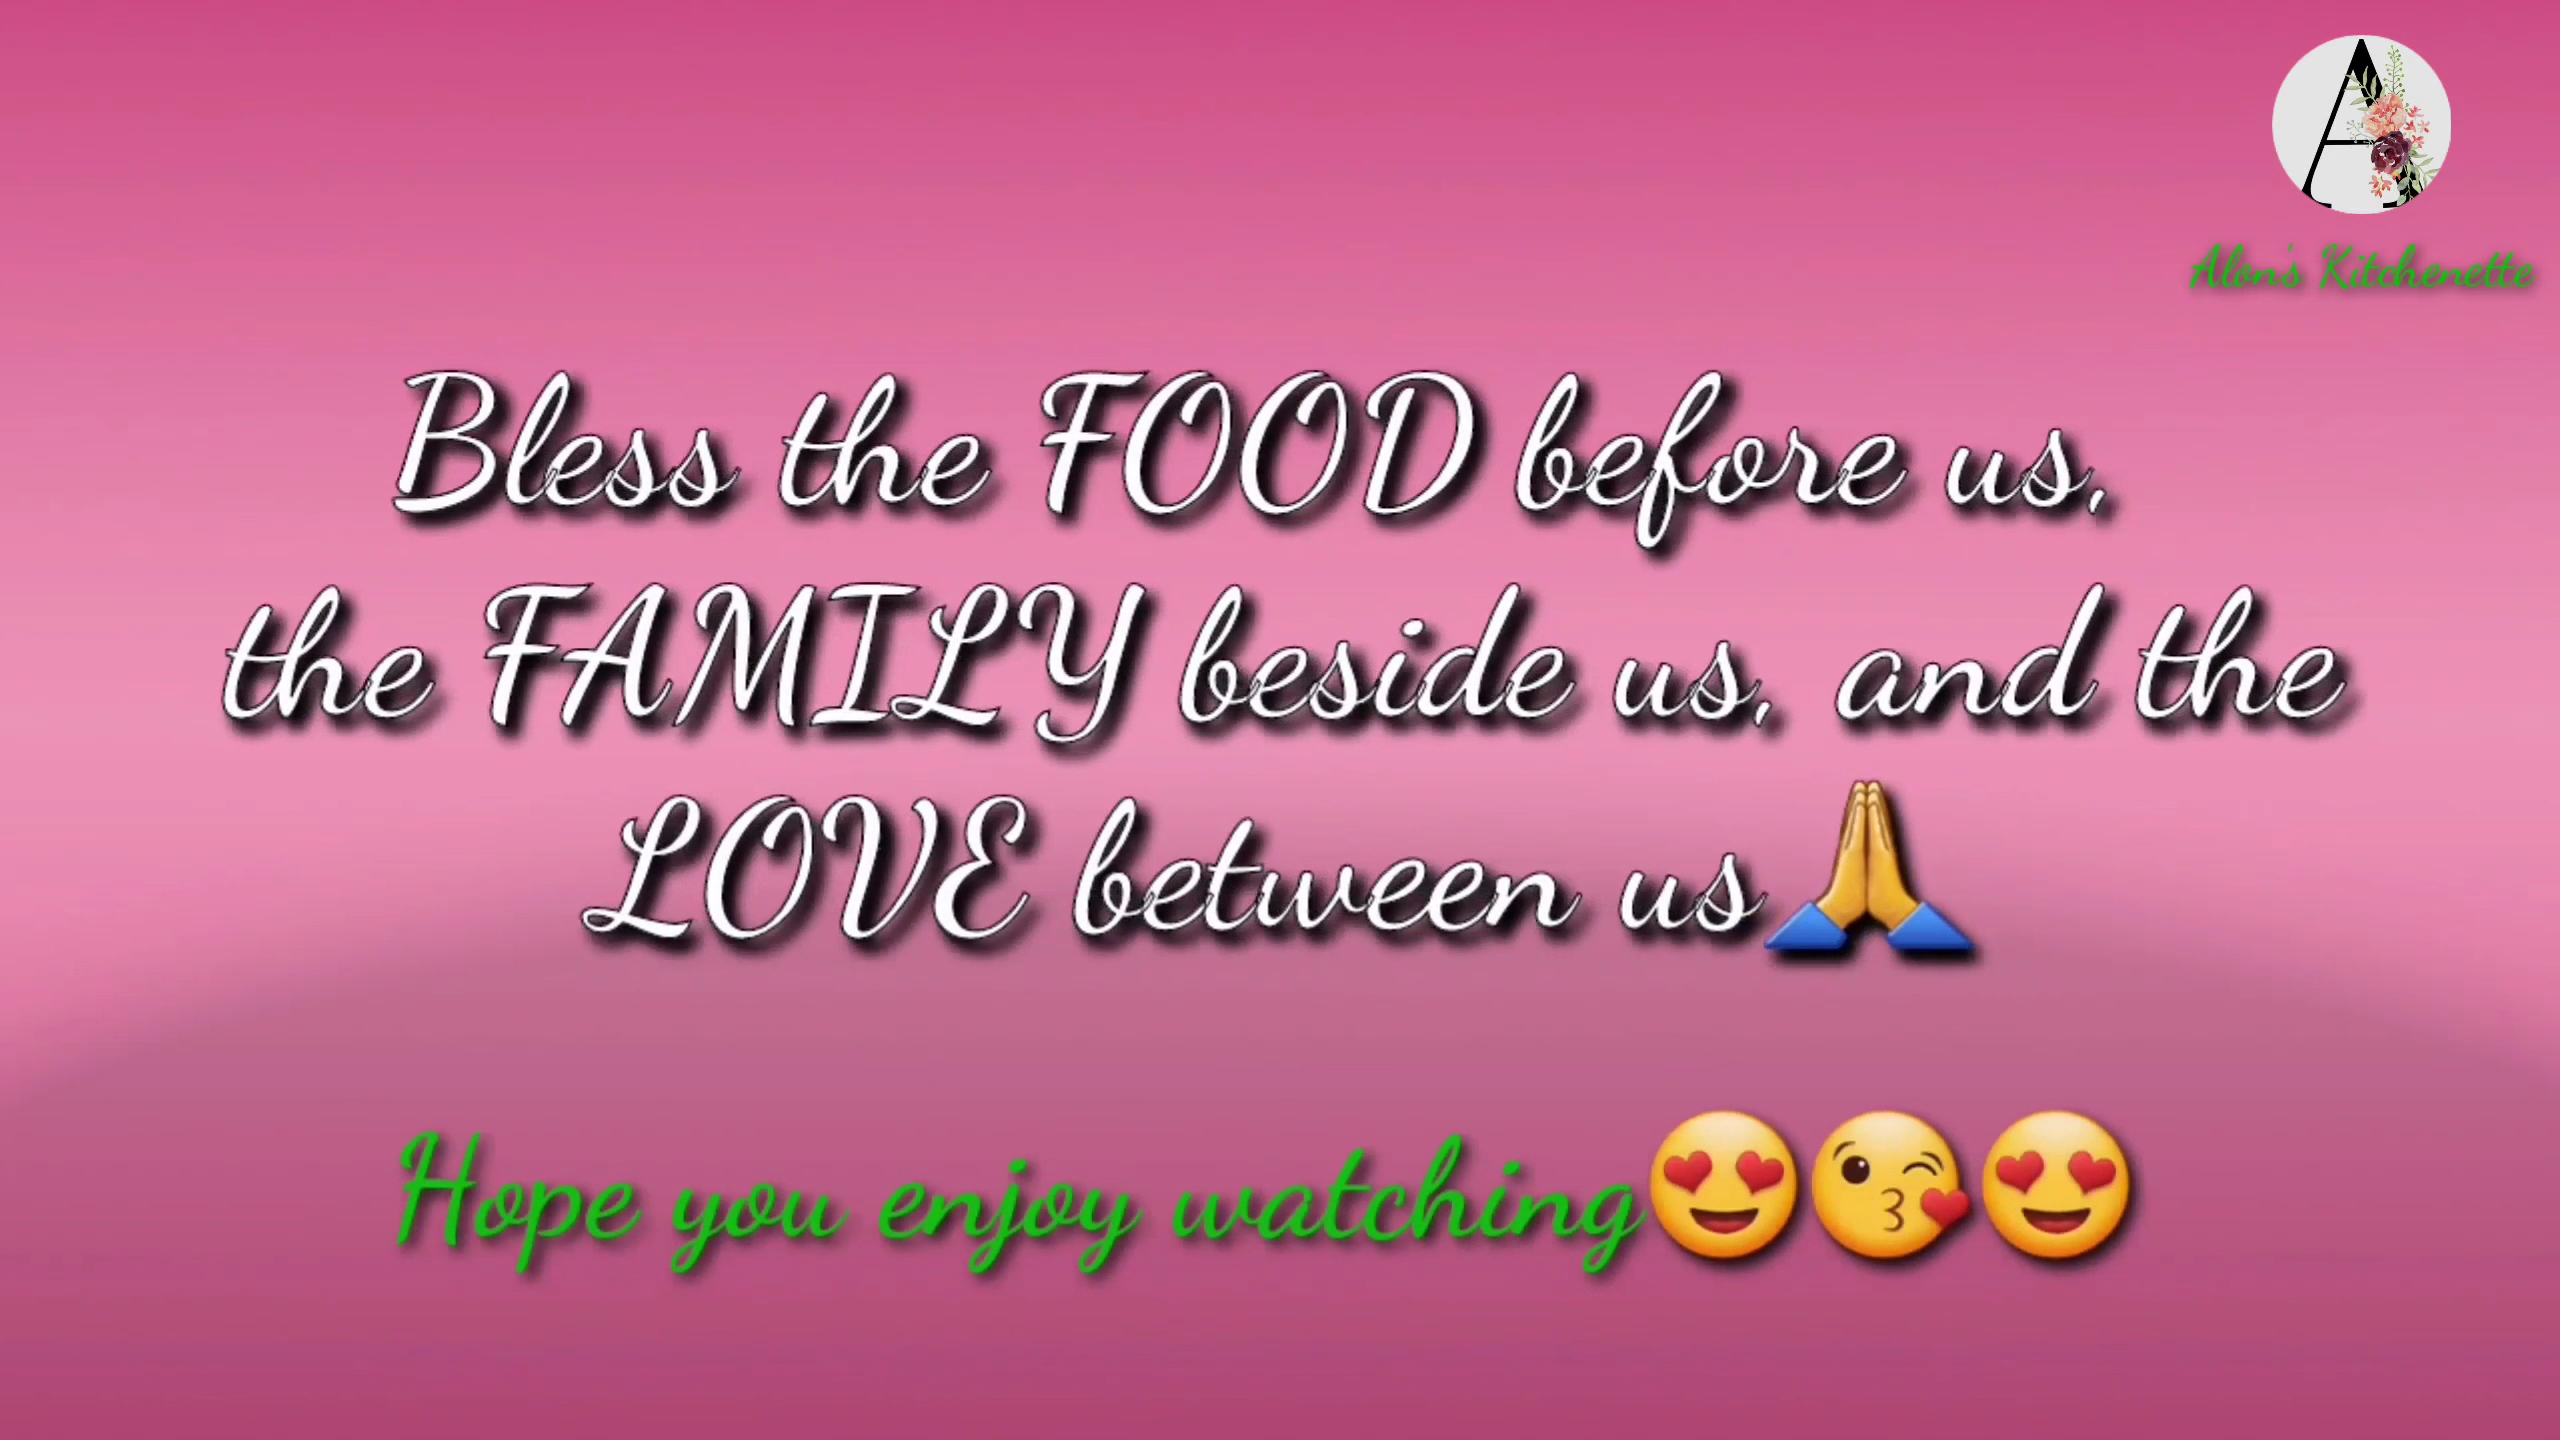 A
Alon's Kitchenette
Bless the FOOD before us,
the FAMILY beside us, and the
LOVE between us🙏
Hope you enjoy watching😍😘😍